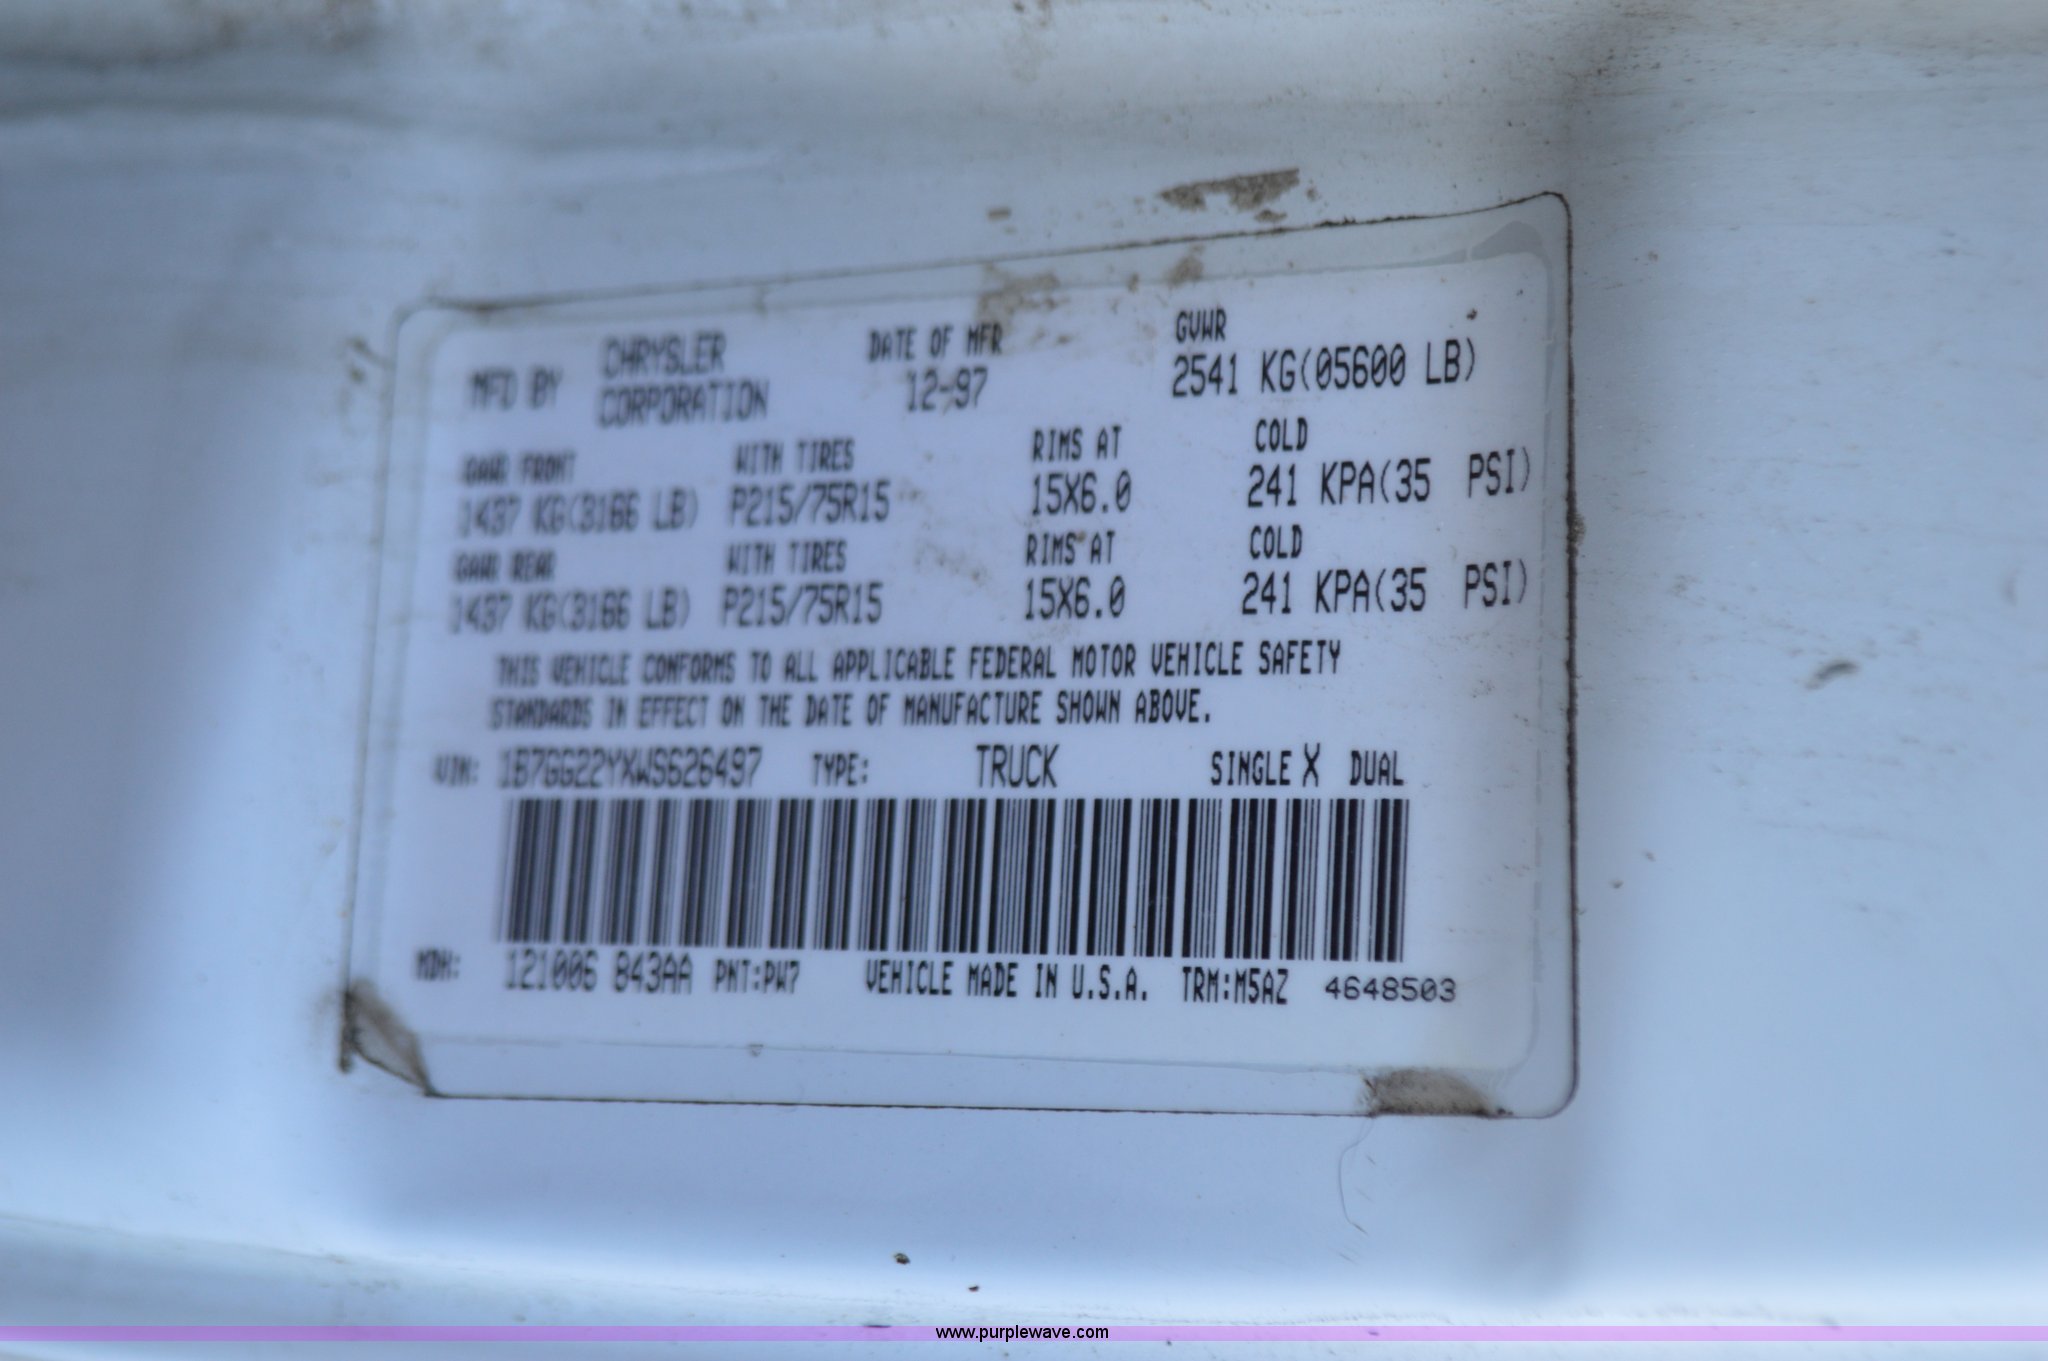 MFD BY CHRYSLER CORPORATION DATE OF MFR 12-97 GVWR 2541 KG(05600 LB)
GAWR FRONT WITH TIRES RIMS AT COLD
1437 KG(3166 LB) P215/75R15 15X6.0 241 KPA(35 PSI)
GAWR REAR WITH TIRES RIMS AT COLD
1437 KG(3166 LB) P215/75R15 15X6.0 241 KPA(35 PSI)
THIS VEHICLE CONFORMS TO ALL APPLICABLE FEDERAL MOTOR VEHICLE SAFETY
STANDARDS IN EFFECT ON THE DATE OF MANUFACTURE SHOWN ABOVE.
VIN: 1B7GG22YXWS626497 TYPE: TRUCK SINGLE X DUAL
MDH: 121006 843AA PNT:PW7 VEHICLE MADE IN U.S.A. TRM:M5AZ 4648503
www.purplewave.com